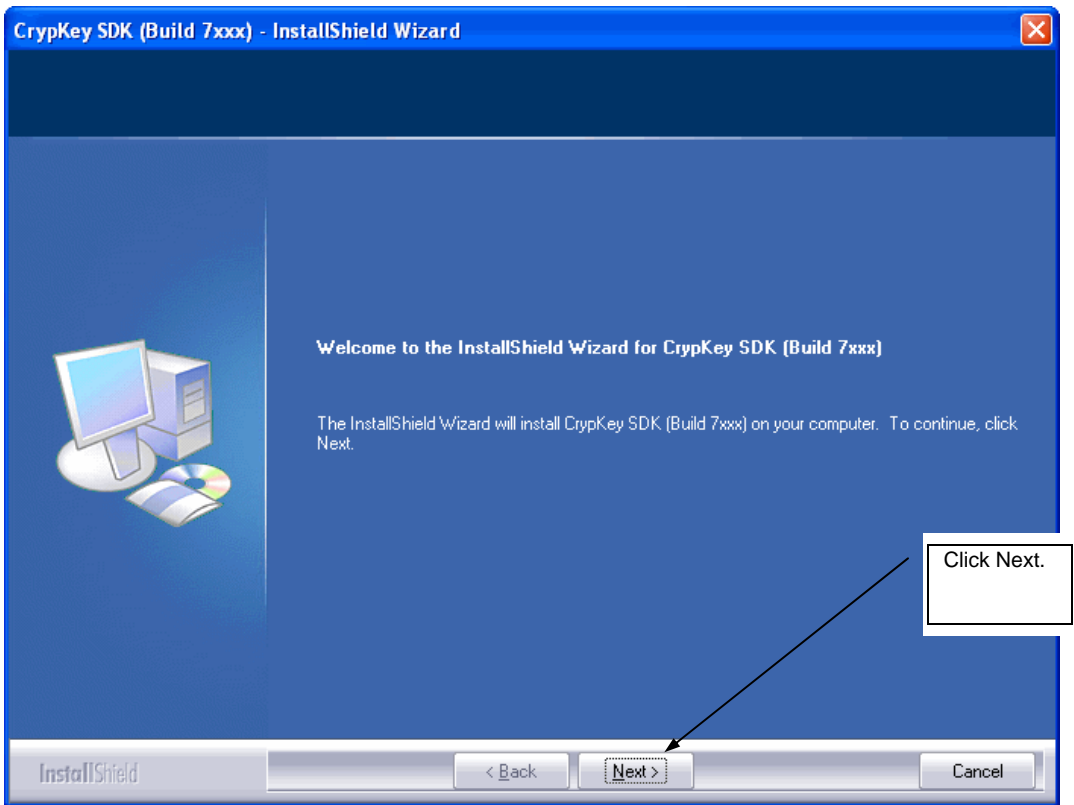 CrypKey SDK (Build 7xxx) - InstallShield Wizard
Welcome to the InstallShield Wizard for CrypKey SDK (Build 7xxx)
The InstallShield Wizard will install CrypKey SDK (Build 7xxx) on your computer. To continue, click
Next.
Click Next.
InstallShield
< Back
Next >
Cancel